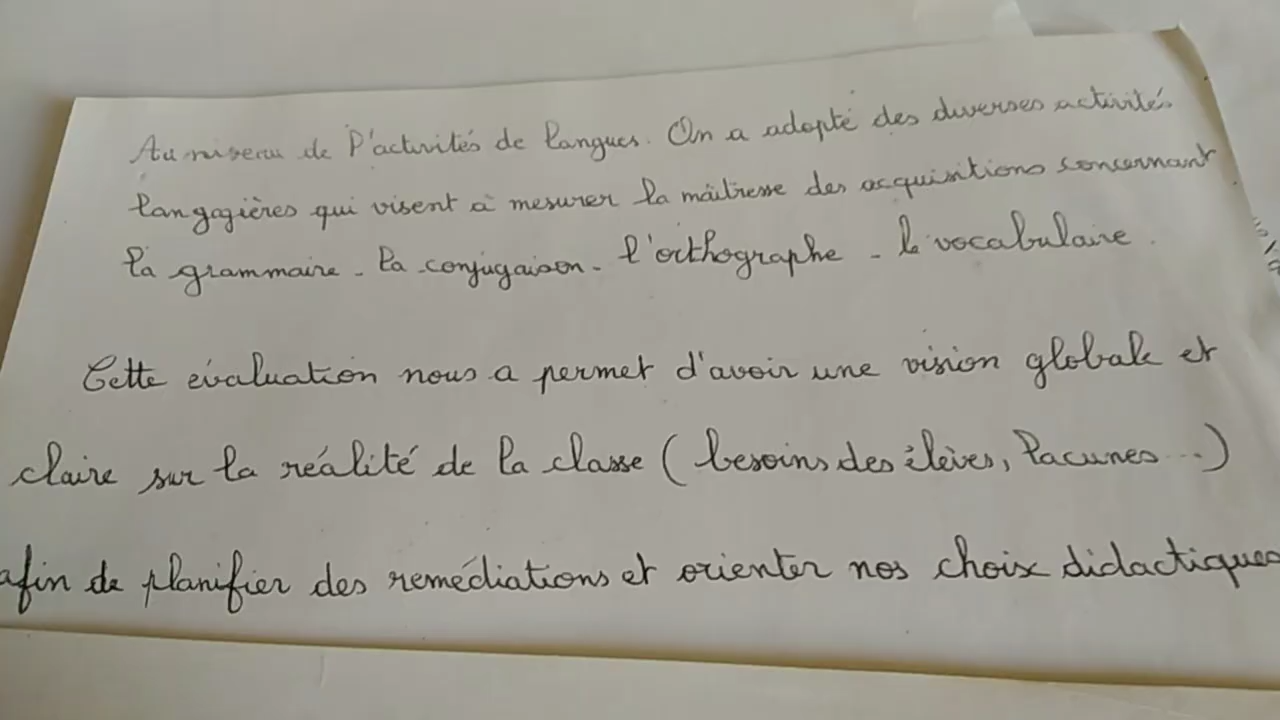 Au niveau de l'activités de langues. On a adopté des diverses activités
langagières qui visent à mesurer la maîtresse des acquisitions concernant
la grammaire - la conjugaison - l'orthographe - le vocabulaire.
Cette évaluation nous a permet d'avoir une vision globale et
claire sur la réalité de la classe ( besoins des élèves, lacunes ...)
afin de planifier des remédiations et orienter nos choix didactiques